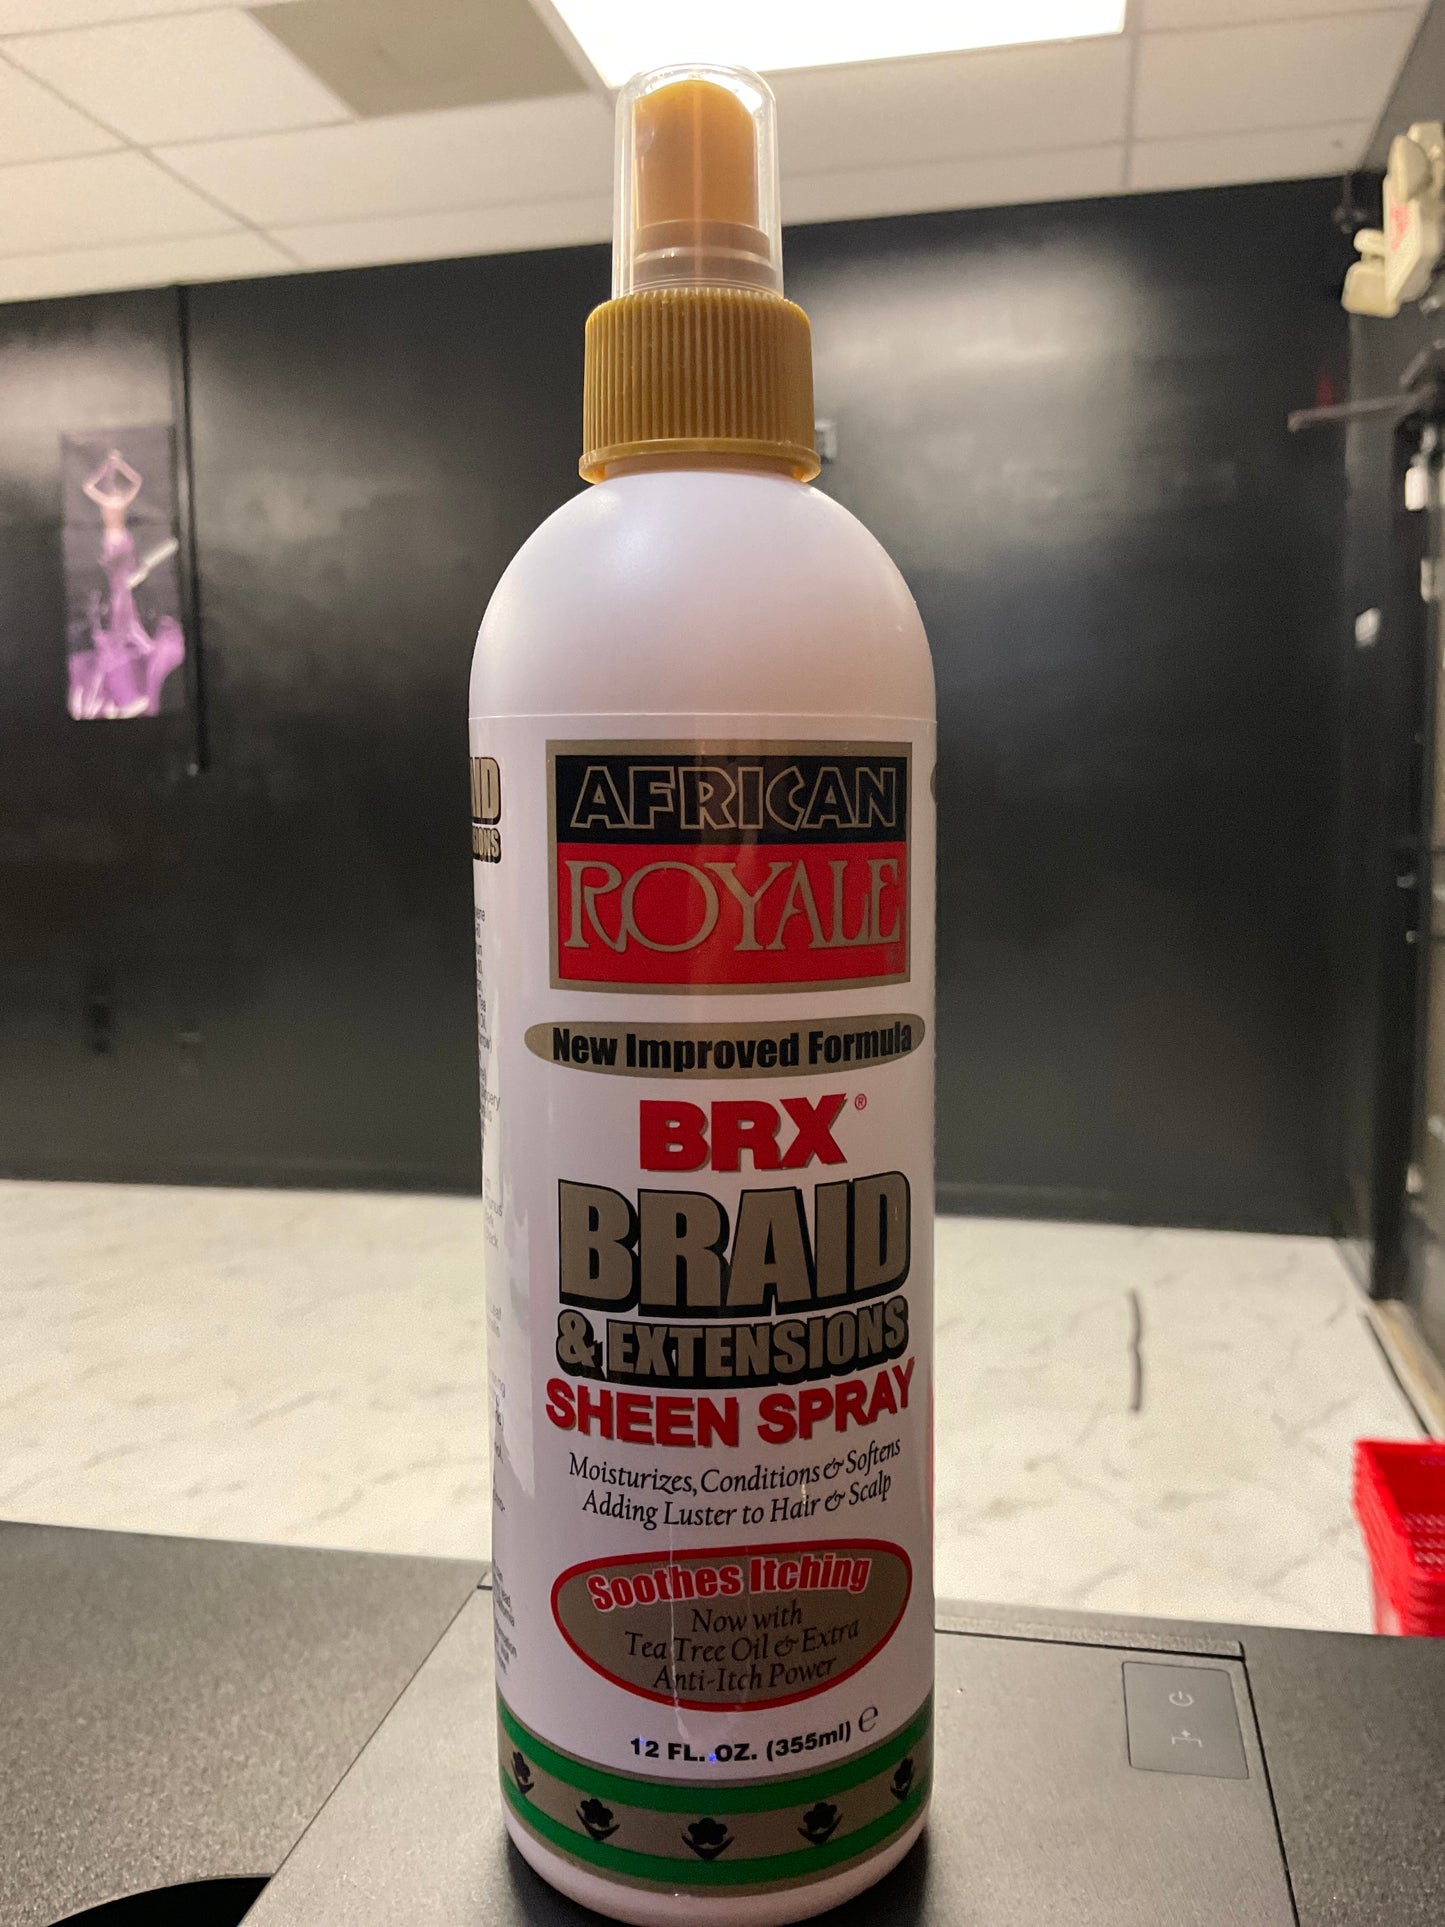 AFRICAN
ROYALE
New Improved Formula
BRX®
BRAID
& EXTENSIONS
SHEEN SPRAY
Moisturizes, Conditions & Softens
Adding Luster to Hair & Scalp
Soothes Itching
Now with
Tea Tree Oil & Extra
Anti-Itch Power
12 FL. OZ. (355ml) ℮